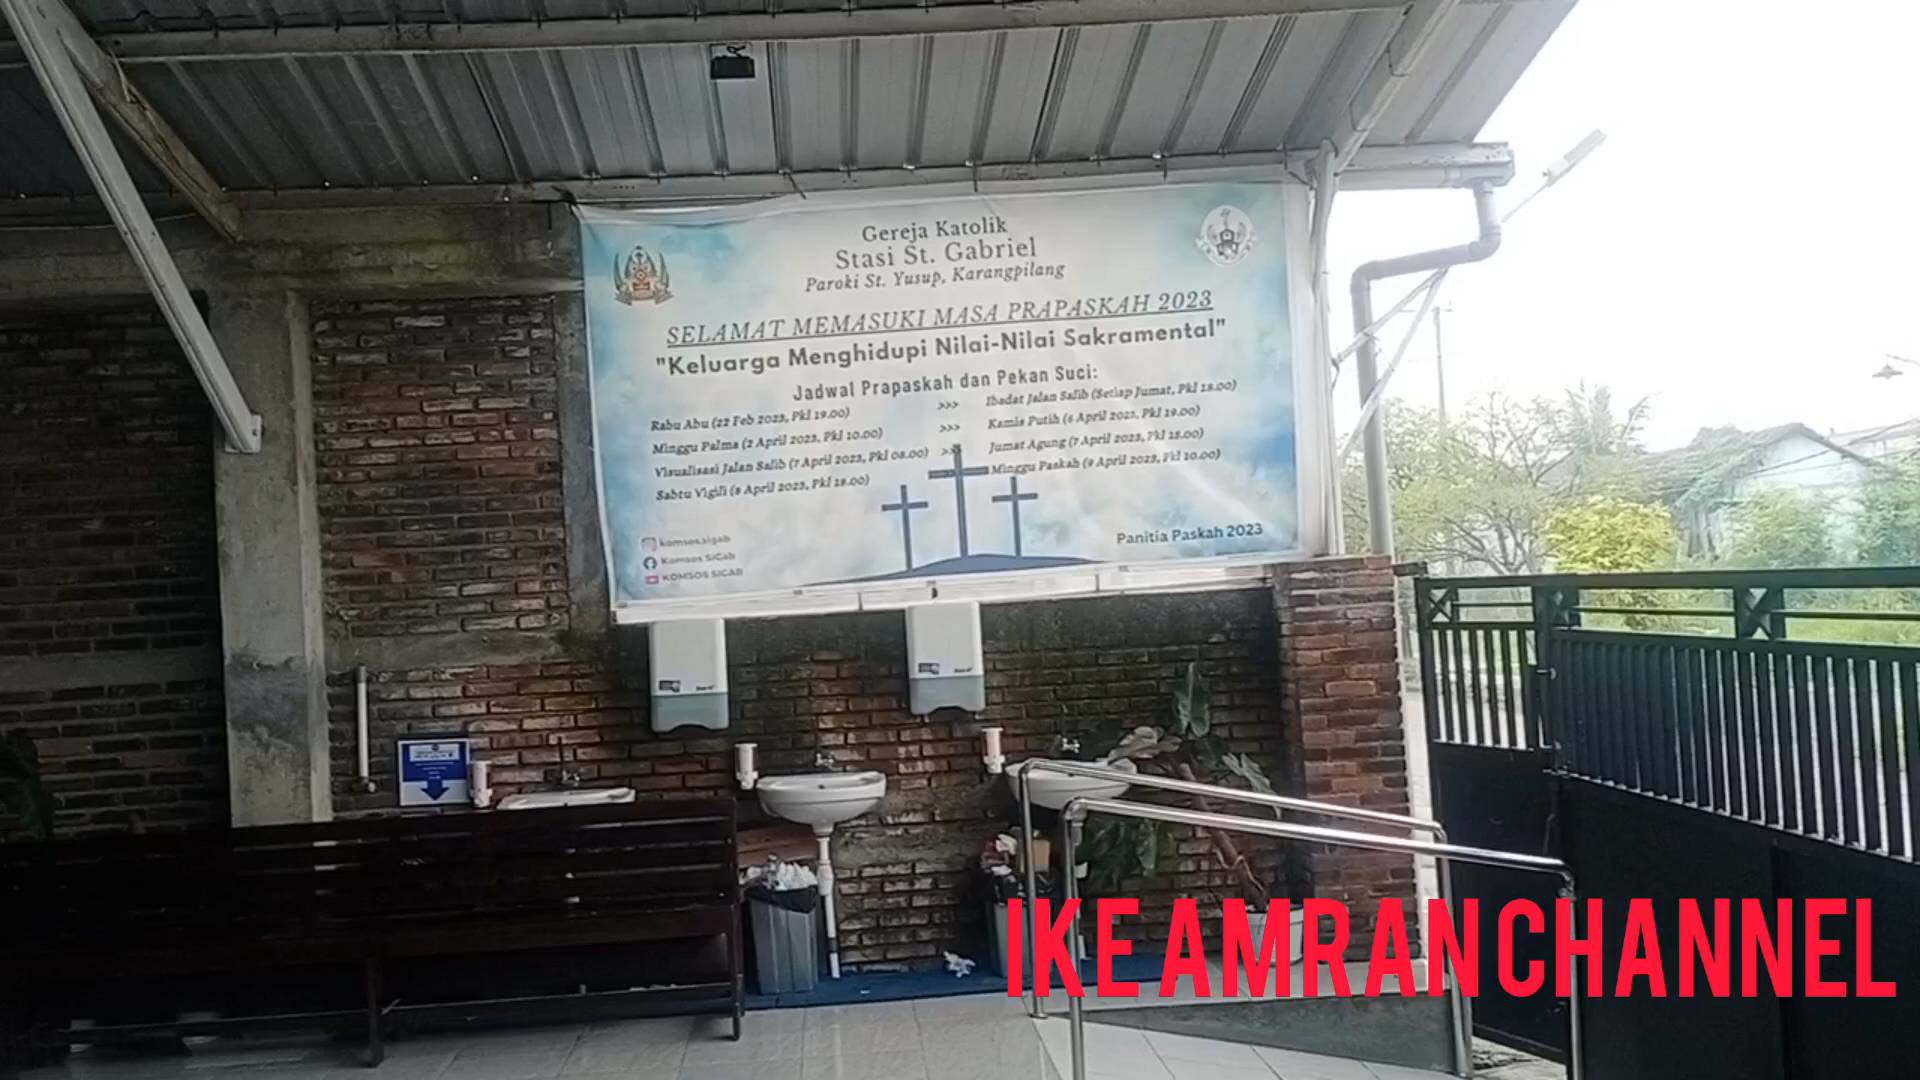 Gereja Katolik
Stasi St. Gabriel
Paroki St. Yusup, Karangpilang
SELAMAT MEMASUKI MASA PRAPASKAH 2023
"Keluarga Menghidupi Nilai-Nilai Sakramental"
Jadwal Prapaskah dan Pekan Suci:
Rabu Abu (22 Feb 2023, Pkl 19.00) >>> Ibadat Jalan Salib (Setiap Jumat, Pkl 18.00)
Minggu Palma (2 April 2023, Pkl 10.00) >>> Kamis Putih (6 April 2023, Pkl 19.00)
Visualisasi Jalan Salib (7 April 2023, Pkl 08.00) >>> Jumat Agung (7 April 2023, Pkl 15.00)
Sabtu Vigili (8 April 2023, Pkl 18.00) Minggu Paskah (9 April 2023, Pkl 10.00)
komsos.sigab
Komsos SiGab
KOMSOS SIGAB
Panitia Paskah 2023
IKE AMRAN CHANNEL